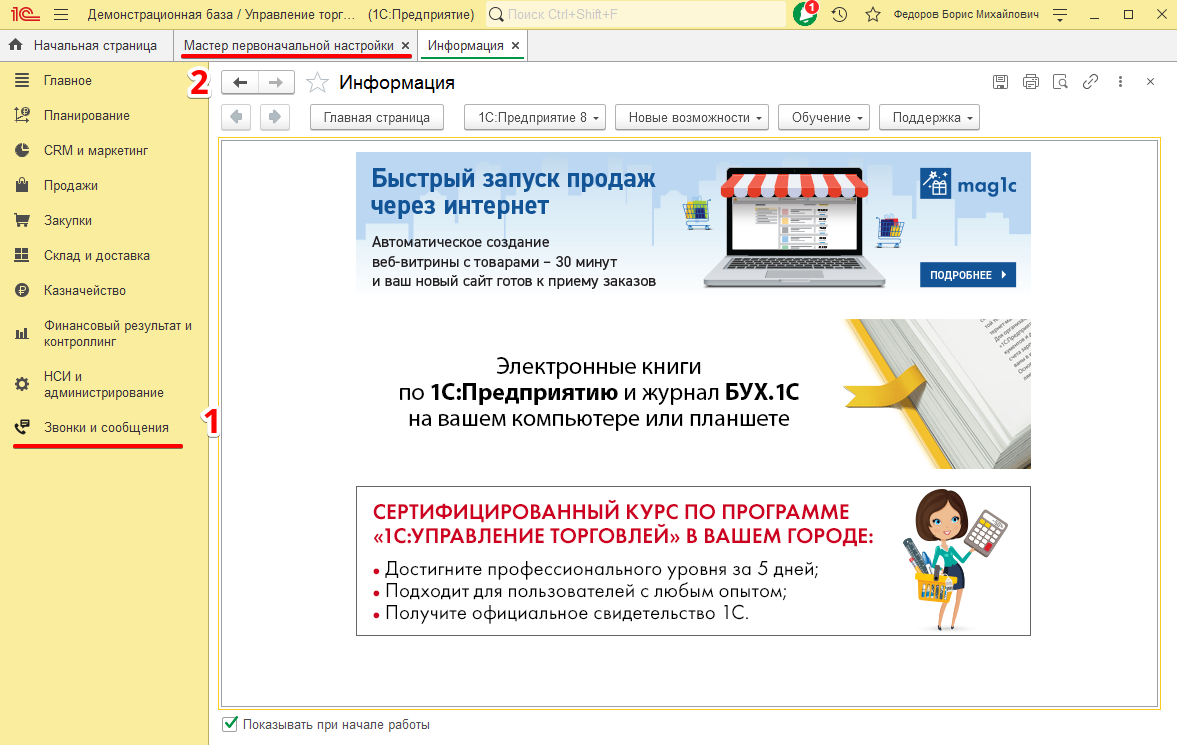 1С
Демонстрационная база / Управление торг... (1С:Предприятие)
Поиск Ctrl+Shift+F
1
Федоров Борис Михайлович
Начальная страница
Мастер первоначальной настройки ×
Информация ×
Главное
Планирование
CRM и маркетинг
Продажи
Закупки
Склад и доставка
Казначейство
Финансовый результат и
контроллинг
НСИ и
администрирование
Звонки и сообщения
1
2
Информация
Главная страница
1С:Предприятие 8
Новые возможности
Обучение
Поддержка
Быстрый запуск продаж
через интернет
Автоматическое создание
веб-витрины с товарами – 30 минут
и ваш новый сайт готов к приему заказов
mag1c
ПОДРОБНЕЕ
Электронные книги
по 1С:Предприятию и журнал БУХ.1С
на вашем компьютере или планшете
СЕРТИФИЦИРОВАННЫЙ КУРС ПО ПРОГРАММЕ
«1С:УПРАВЛЕНИЕ ТОРГОВЛЕЙ» В ВАШЕМ ГОРОДЕ:
• Достигните профессионального уровня за 5 дней;
• Подходит для пользователей с любым опытом;
• Получите официальное свидетельство 1С.
Показывать при начале работы